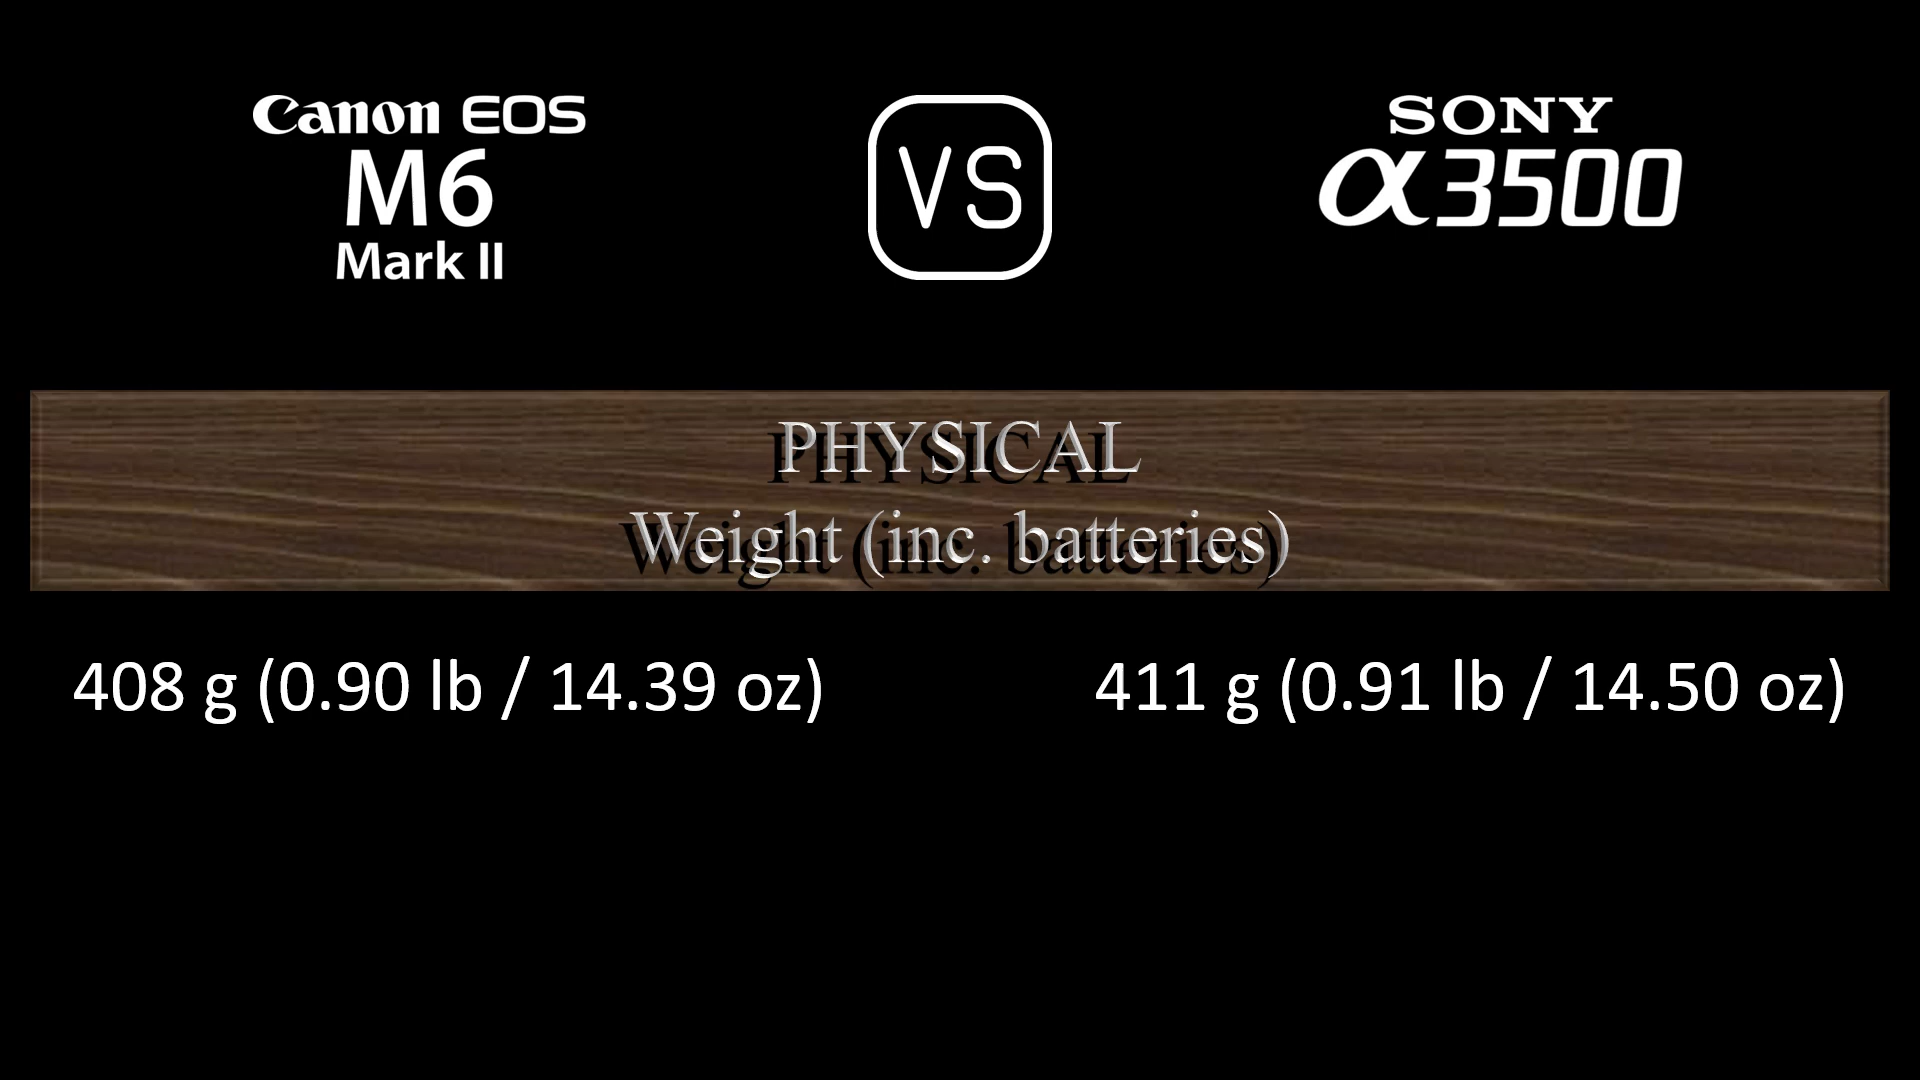 Canon EOS
M6
Mark II
VS
SONY
α3500
PHYSICAL
Weight (inc. batteries)
408 g (0.90 lb / 14.39 oz)
411 g (0.91 lb / 14.50 oz)